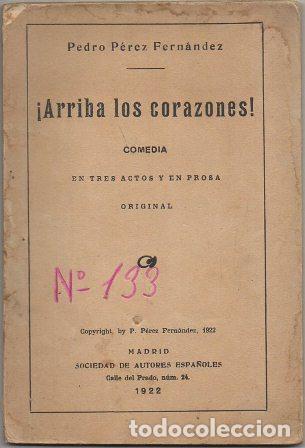 Pedro Pérez Fernández
¡Arriba los corazones!
COMEDIA
EN TRES ACTOS Y EN PROSA
ORIGINAL
Nº 133
Copyright, by P. Pérez Fernández, 1922
MADRID
SOCIEDAD DE AUTORES ESPAÑOLES
Calle del Prado, núm. 24.
1922
todocoleccion